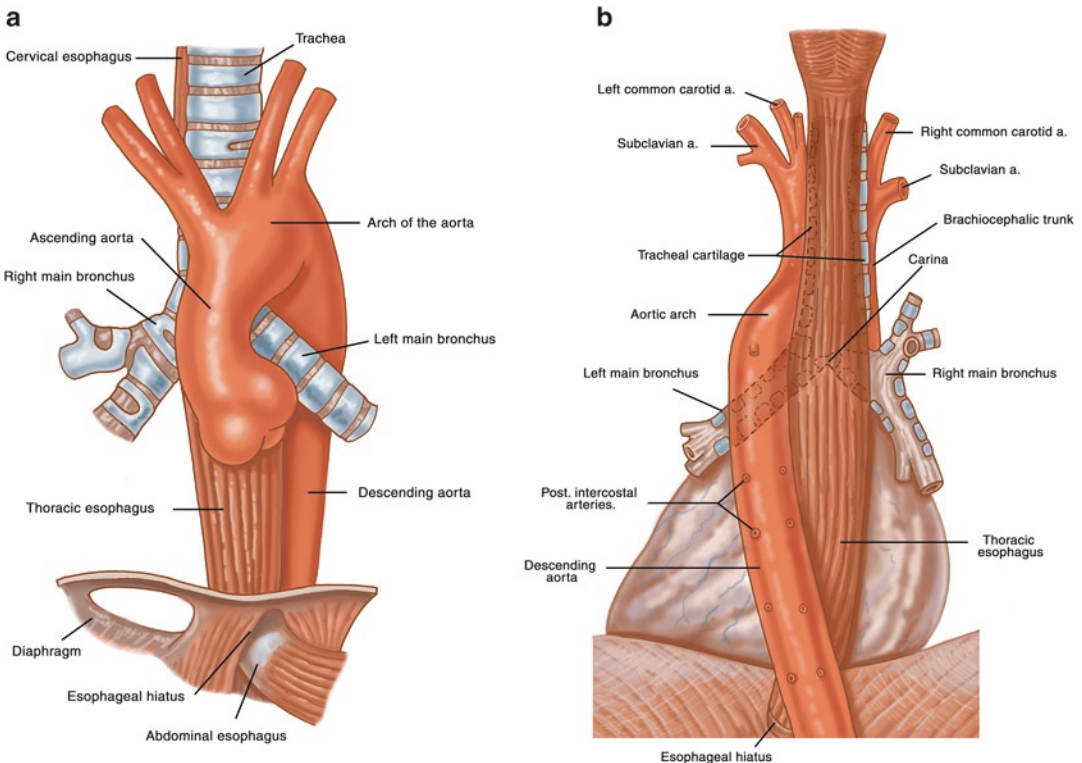 a
Cervical esophagus
Trachea
Arch of the aorta
Ascending aorta
Right main bronchus
Left main bronchus
Descending aorta
Thoracic esophagus
Diaphragm
Esophageal hiatus
Abdominal esophagus
b
Left common carotid a.
Subclavian a.
Right common carotid a.
Subclavian a.
Brachiocephalic trunk
Tracheal cartilage
Carina
Aortic arch
Left main bronchus
Right main bronchus
Post. intercostal
arteries.
Descending
aorta
Thoracic
esophagus
Esophageal hiatus